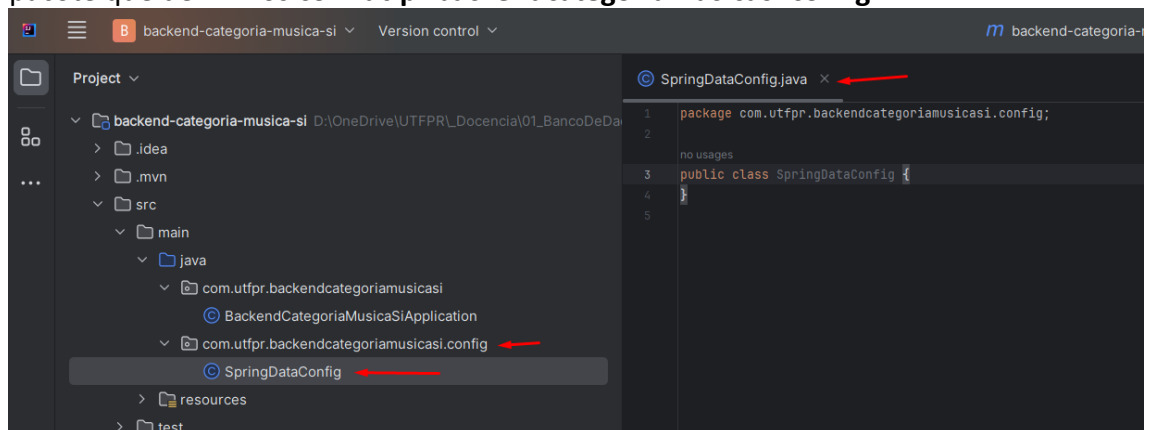 backend-categoria-musica-si Version control backend-categoria-
Project
SpringDataConfig.java
backend-categoria-musica-si D:\OneDrive\UTFPR\_Docencia\01_BancoDeDa
.idea
.mvn
src
main
java
com.utfpr.backendcategoriamusicasi
BackendCategoriaMusicaSiApplication
com.utfpr.backendcategoriamusicasi.config
SpringDataConfig
resources
test
1 package com.utfpr.backendcategoriamusicasi.config;
2
no usages
3 public class SpringDataConfig {
4 }
5